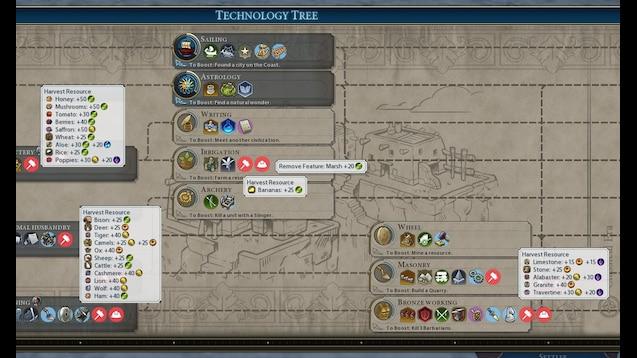 TECHNOLOGY TREE
SAILING
To Boost: Found a city on the Coast.
ASTROLOGY
To Boost: Find a natural wonder.
WRITING
To Boost: Meet another civilization.
IRRIGATION
To Boost: Farm a
ARCHERY
To Boost: Kill a unit with a Slinger.
Harvest Resource
Honey: +50
Mushrooms: +50
Tomato: +30
Berries: +40
Saffron: +50
Wheat: +25
Aloe: +30 +20
Rice: +25
Poppies: +30 +20
Remove Feature: Marsh +20
Harvest Resource
Bananas: +25
TTERY
MAL HUSBANDRY
Harvest Resource
Bison: +25
Deer: +25
Tiger: +40
Camels: +25 +25
Ox: +40
Sheep: +25
Cattle: +25
Cashmere: +40
Lion: +40
Wolf: +40
Ham: +40
WHEEL
To Boost: Mine a resource.
MASONRY
To Boost: Build a Quarry.
BRONZE WORKING
To Boost: Kill 3 Barbarians.
Harvest Resource
Limestone: +15 +15
Stone: +25
Alabaster: +20 +20
Granite: +40
Travertine: +30 +20
SETTLER